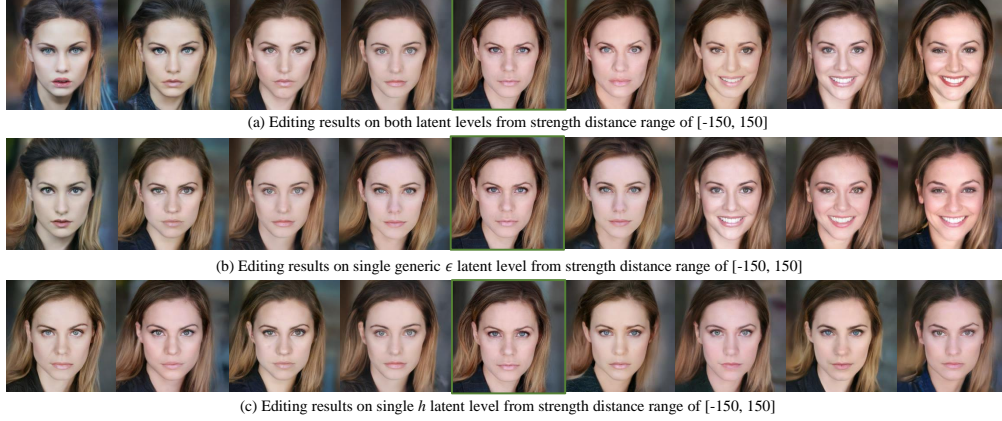 (a) Editing results on both latent levels from strength distance range of [-150, 150]
(b) Editing results on single generic ϵ latent level from strength distance range of [-150, 150]
(c) Editing results on single h latent level from strength distance range of [-150, 150]